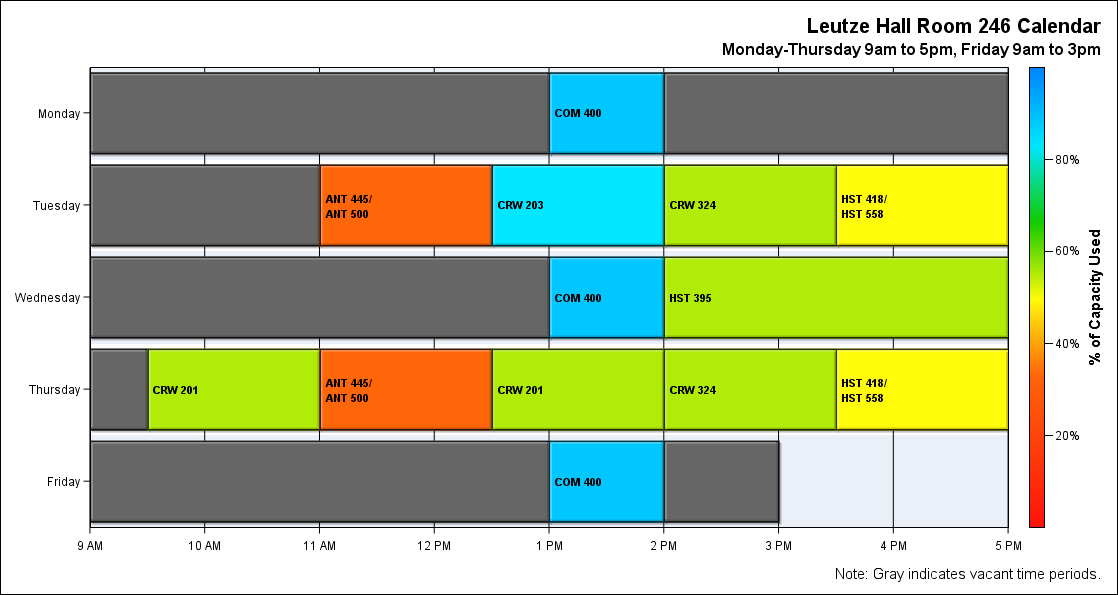 Leutze Hall Room 246 Calendar
Monday-Thursday 9am to 5pm, Friday 9am to 3pm
Monday
COM 400
Tuesday
ANT 445/
ANT 500
CRW 203
CRW 324
HST 418/
HST 558
Wednesday
COM 400
HST 395
Thursday
CRW 201
ANT 445/
ANT 500
CRW 201
CRW 324
HST 418/
HST 558
Friday
COM 400
9 AM
10 AM
11 AM
12 PM
1 PM
2 PM
3 PM
4 PM
5 PM
80%
60%
40%
20%
% of Capacity Used
Note: Gray indicates vacant time periods.